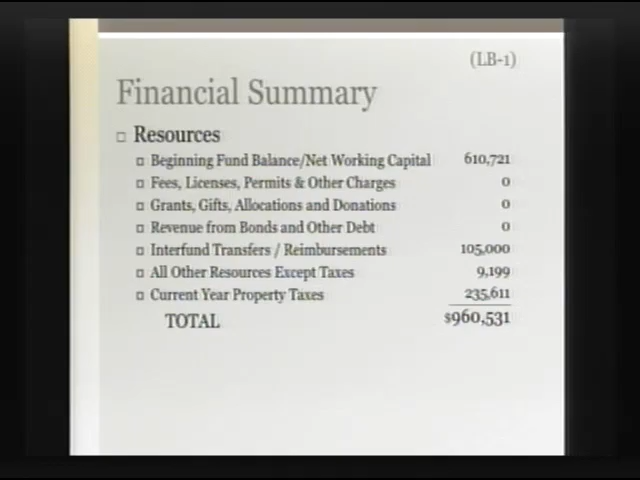 (LB-1)
Financial Summary
Resources
Beginning Fund Balance/Net Working Capital 610,721
Fees, Licenses, Permits & Other Charges 0
Grants, Gifts, Allocations and Donations 0
Revenue from Bonds and Other Debt 0
Interfund Transfers / Reimbursements 105,000
All Other Resources Except Taxes 9,199
Current Year Property Taxes 235,611
TOTAL $960,531